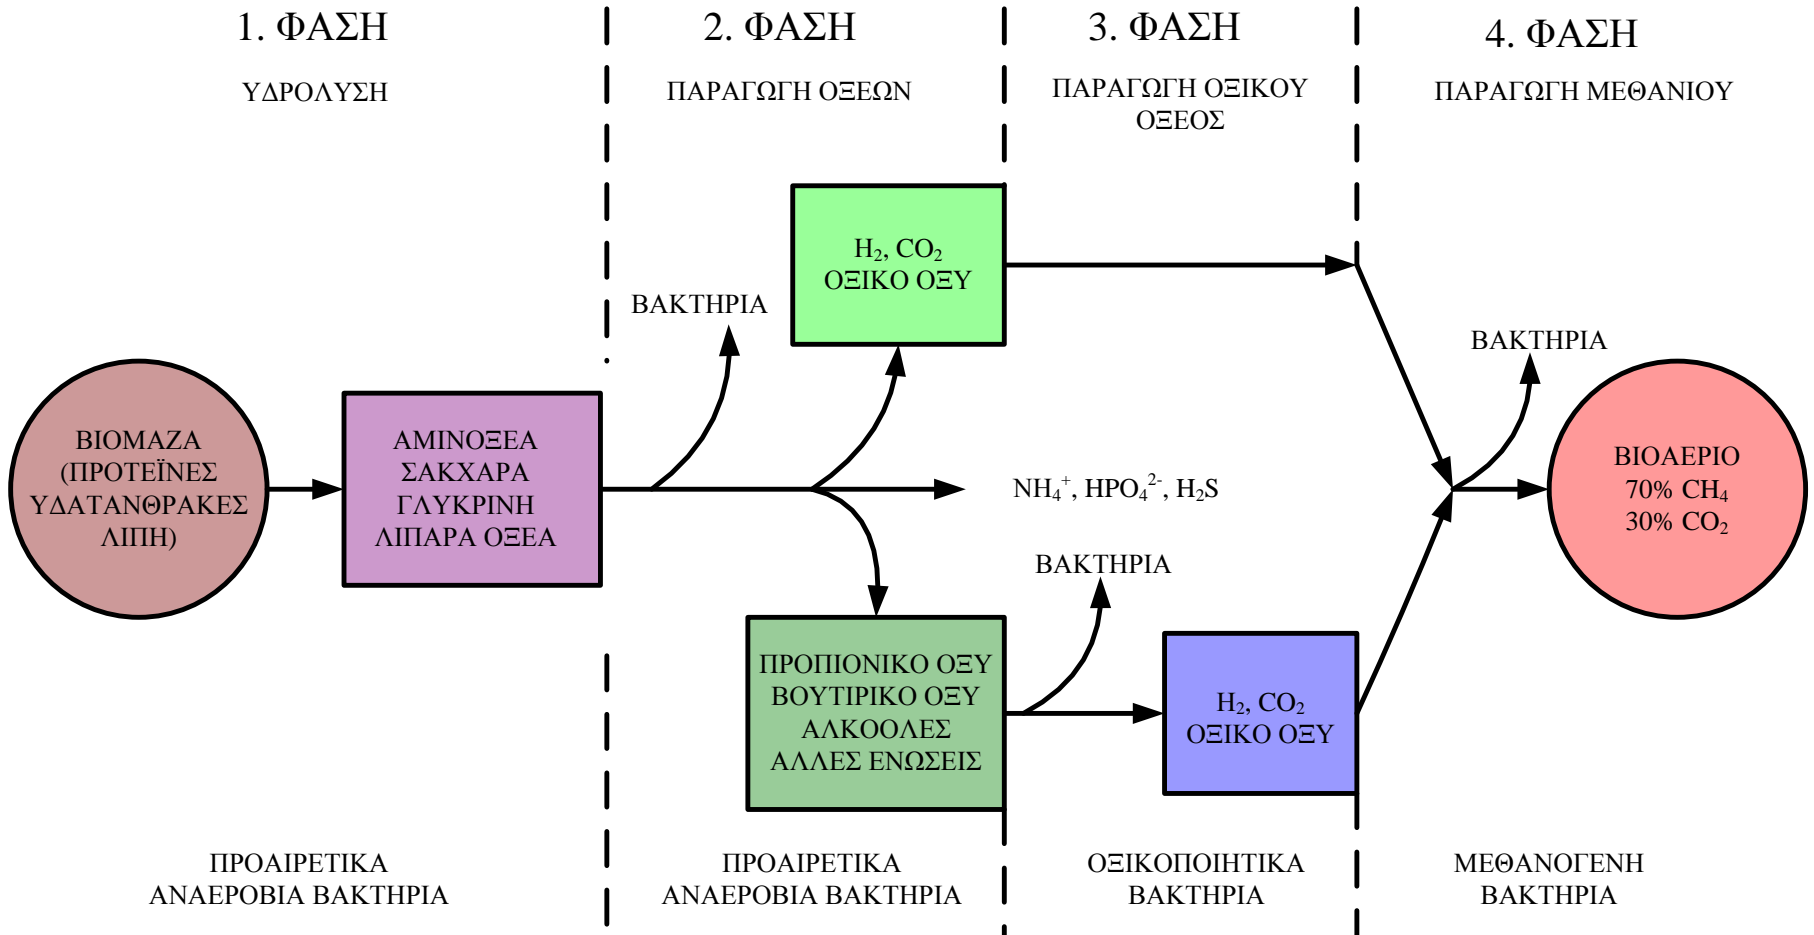 1. ΦΑΣΗ
ΥΔΡΟΛΥΣΗ
2. ΦΑΣΗ
ΠΑΡΑΓΩΓΗ ΟΞΕΩΝ
3. ΦΑΣΗ
ΠΑΡΑΓΩΓΗ ΟΞΙΚΟΥ
ΟΞΕΟΣ
4. ΦΑΣΗ
ΠΑΡΑΓΩΓΗ ΜΕΘΑΝΙΟΥ
ΒΙΟΜΑΖΑ
(ΠΡΟΤΕΪΝΕΣ
ΥΔΑΤΑΝΘΡΑΚΕΣ
ΛΙΠΗ)
ΑΜΙΝΟΞΕΑ
ΣΑΚΧΑΡΑ
ΓΛΥΚΡΙΝΗ
ΛΙΠΑΡΑ ΟΞΕΑ
ΒΑΚΤΗΡΙΑ
H₂, CO₂
ΟΞΙΚΟ ΟΞΥ
NH₄⁺, HPO₄²⁻, H₂S
ΠΡΟΠΙΟΝΙΚΟ ΟΞΥ
ΒΟΥΤΙΡΙΚΟ ΟΞΥ
ΑΛΚΟΟΛΕΣ
ΑΛΛΕΣ ΕΝΩΣΕΙΣ
ΒΑΚΤΗΡΙΑ
H₂, CO₂
ΟΞΙΚΟ ΟΞΥ
ΒΑΚΤΗΡΙΑ
ΒΙΟΑΕΡΙΟ
70% CH₄
30% CO₂
ΠΡΟΑΙΡΕΤΙΚΑ
ΑΝΑΕΡΟΒΙΑ ΒΑΚΤΗΡΙΑ
ΠΡΟΑΙΡΕΤΙΚΑ
ΑΝΑΕΡΟΒΙΑ ΒΑΚΤΗΡΙΑ
ΟΞΙΚΟΠΟΙΗΤΙΚΑ
ΒΑΚΤΗΡΙΑ
ΜΕΘΑΝΟΓΕΝΗ
ΒΑΚΤΗΡΙΑ